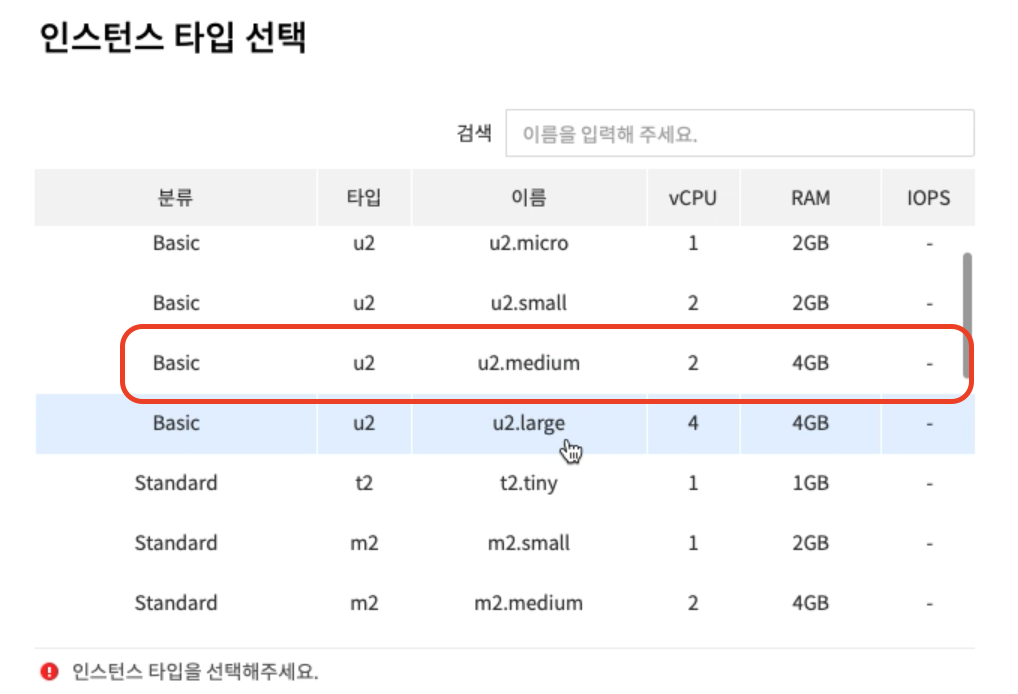 인스턴스 타입 선택
검색 이름을 입력해 주세요.
분류 타입 이름 vCPU RAM IOPS
Basic u2 u2.micro 1 2GB -
Basic u2 u2.small 2 2GB -
Basic u2 u2.medium 2 4GB -
Basic u2 u2.large 4 4GB -
Standard t2 t2.tiny 1 1GB -
Standard m2 m2.small 1 2GB -
Standard m2 m2.medium 2 4GB -
인스턴스 타입을 선택해주세요.